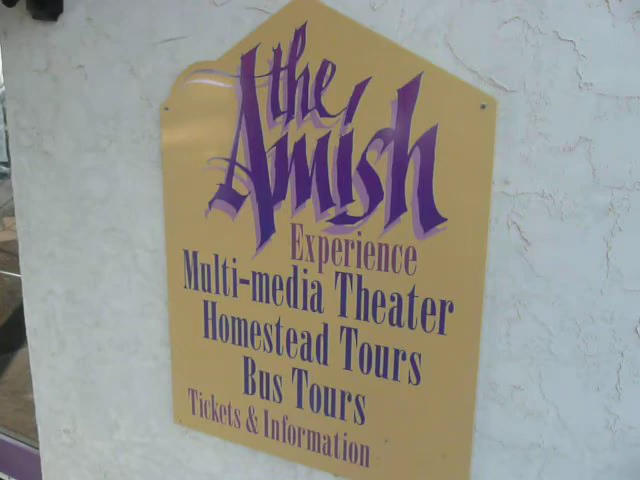 the
Amish
Experience
Multi-media Theater
Homestead Tours
Bus Tours
Tickets & Information